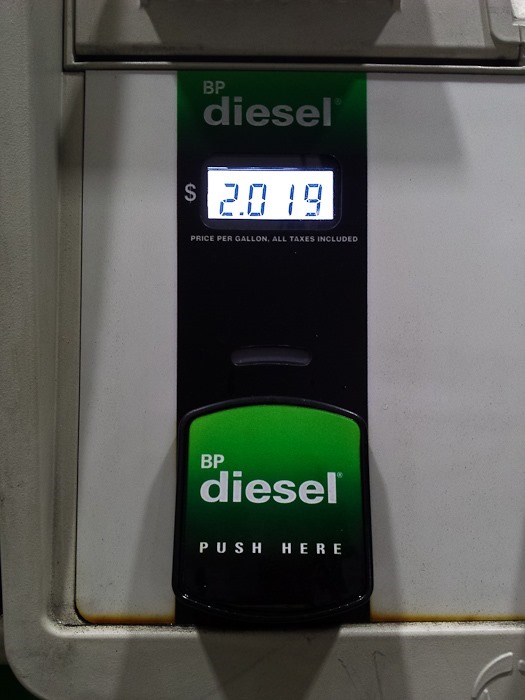 BP
diesel®
$ 2.019
PRICE PER GALLON, ALL TAXES INCLUDED
BP
diesel®
PUSH HERE